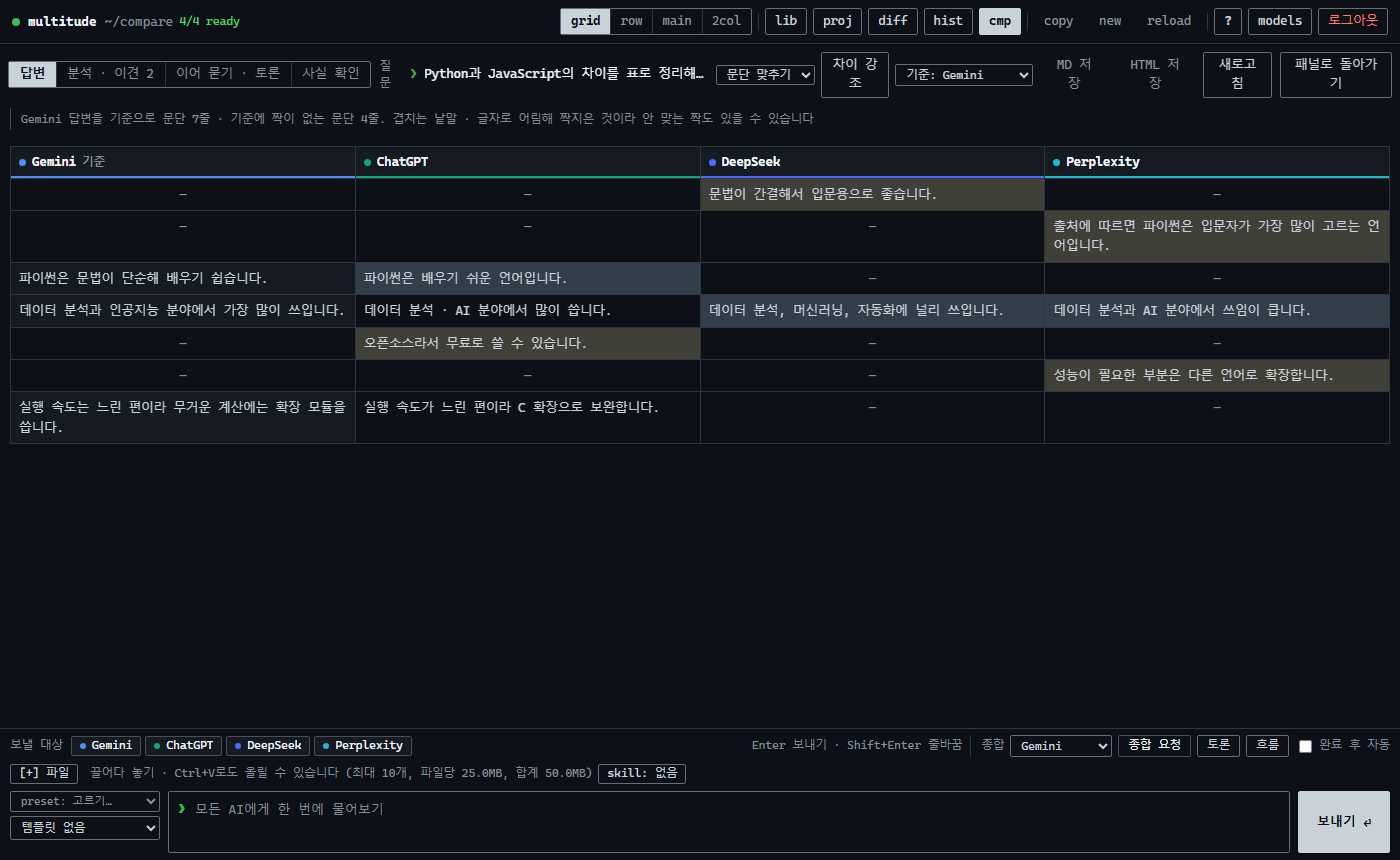 multitude ~/compare 4/4 ready
grid row main 2col lib proj diff hist cmp copy new reload ? models 로그아웃
답변 분석 · 이견 2 이어 묻기 · 토론 사실 확인 질문 ❯ Python과 JavaScript의 차이를 표로 정리해… 문단 맞추기 차이 강조 기준: Gemini MD 저장 HTML 저장 새로고침 패널로 돌아가기
Gemini 답변을 기준으로 문단 7줄 · 기준에 짝이 없는 문단 4줄. 겹치는 낱말 · 글자로 어림해 짝지은 것이라 안 맞는 짝도 있을 수 있습니다
Gemini 기준 ChatGPT DeepSeek Perplexity
— — 문법이 간결해서 입문용으로 좋습니다. —
— — — 출처에 따르면 파이썬은 입문자가 가장 많이 고르는 언어입니다.
파이썬은 문법이 단순해 배우기 쉽습니다. 파이썬은 배우기 쉬운 언어입니다. — —
데이터 분석과 인공지능 분야에서 가장 많이 쓰입니다. 데이터 분석 · AI 분야에서 많이 씁니다. 데이터 분석, 머신러닝, 자동화에 널리 쓰입니다. 데이터 분석과 AI 분야에서 쓰임이 큽니다.
— 오픈소스라서 무료로 쓸 수 있습니다. — —
— — — 성능이 필요한 부분은 다른 언어로 확장합니다.
실행 속도는 느린 편이라 무거운 계산에는 확장 모듈을 씁니다. 실행 속도가 느린 편이라 C 확장으로 보완합니다. — —
보낼 대상 Gemini ChatGPT DeepSeek Perplexity Enter 보내기 · Shift+Enter 줄바꿈 종합 Gemini 종합 요청 토론 흐름 완료 후 자동
[+] 파일 끌어다 놓기 · Ctrl+V로도 올릴 수 있습니다 (최대 10개, 파일당 25.0MB, 합계 50.0MB) skill: 없음
preset: 고르기…
템플릿 없음
❯ 모든 AI에게 한 번에 물어보기
보내기 ⏎